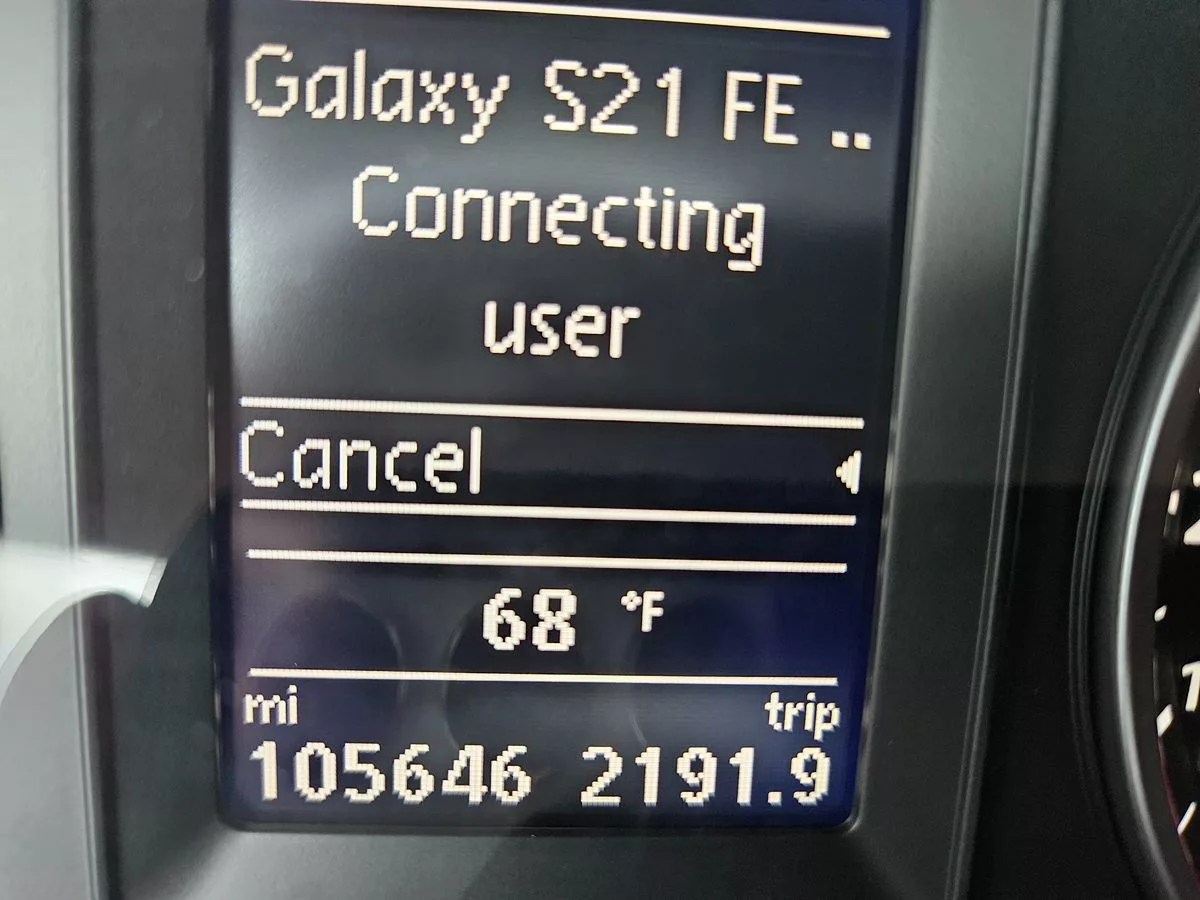 Galaxy S21 FE ..
Connecting
user
Cancel
68 °F
mi trip
105646 2191.9